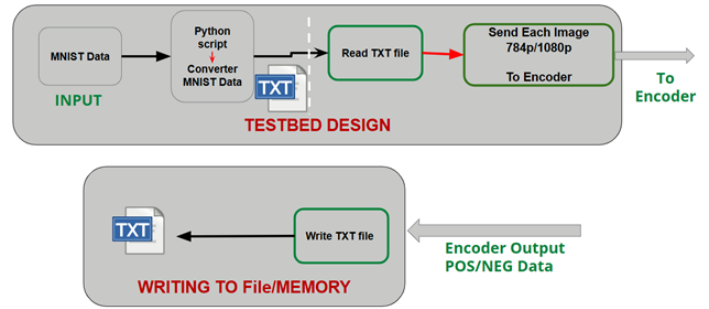 MNIST Data
INPUT
Python
script
Converter
MNIST Data
TXT
Read TXT file
Send Each Image
784p/1080p
To Encoder
To
Encoder
TESTBED DESIGN
TXT
Write TXT file
Encoder Output
POS/NEG Data
WRITING TO File/MEMORY